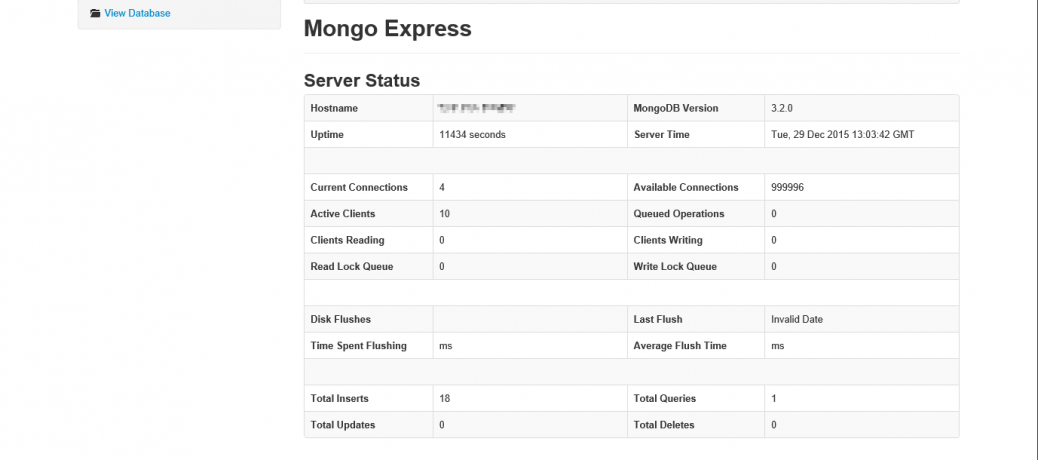 View Database
Mongo Express
Server Status
Hostname MongoDB Version 3.2.0
Uptime 11434 seconds Server Time Tue, 29 Dec 2015 13:03:42 GMT
Current Connections 4 Available Connections 999996
Active Clients 10 Queued Operations 0
Clients Reading 0 Clients Writing 0
Read Lock Queue 0 Write Lock Queue 0
Disk Flushes Last Flush Invalid Date
Time Spent Flushing ms Average Flush Time ms
Total Inserts 18 Total Queries 1
Total Updates 0 Total Deletes 0